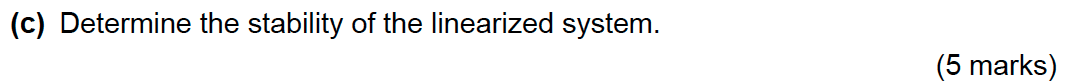 (c) Determine the stability of the linearized system.
(5 marks)